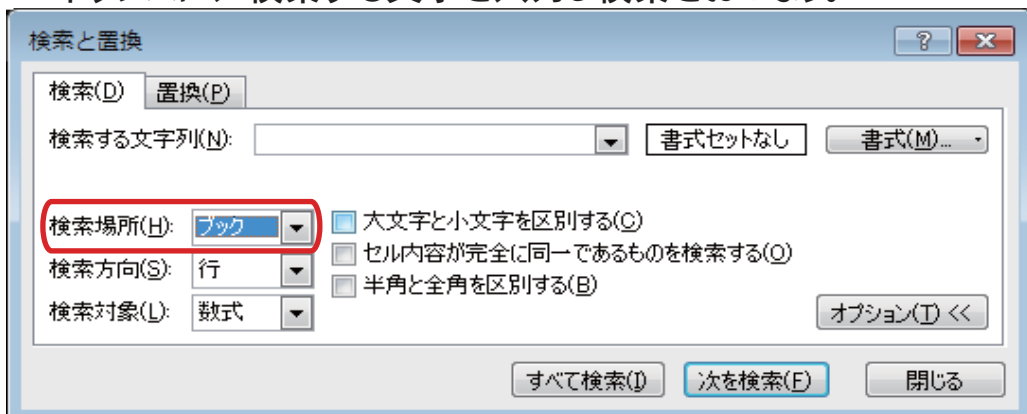 検索と置換
検索(D) 置換(P)
検索する文字列(N): 書式セットなし 書式(M)...
検索場所(H): ブック 大文字と小文字を区別する(C)
セル内容が完全に同一であるものを検索する(O)
検索方向(S): 行
半角と全角を区別する(B)
検索対象(L): 数式 オプション(T) <<
すべて検索(I) 次を検索(F) 閉じる